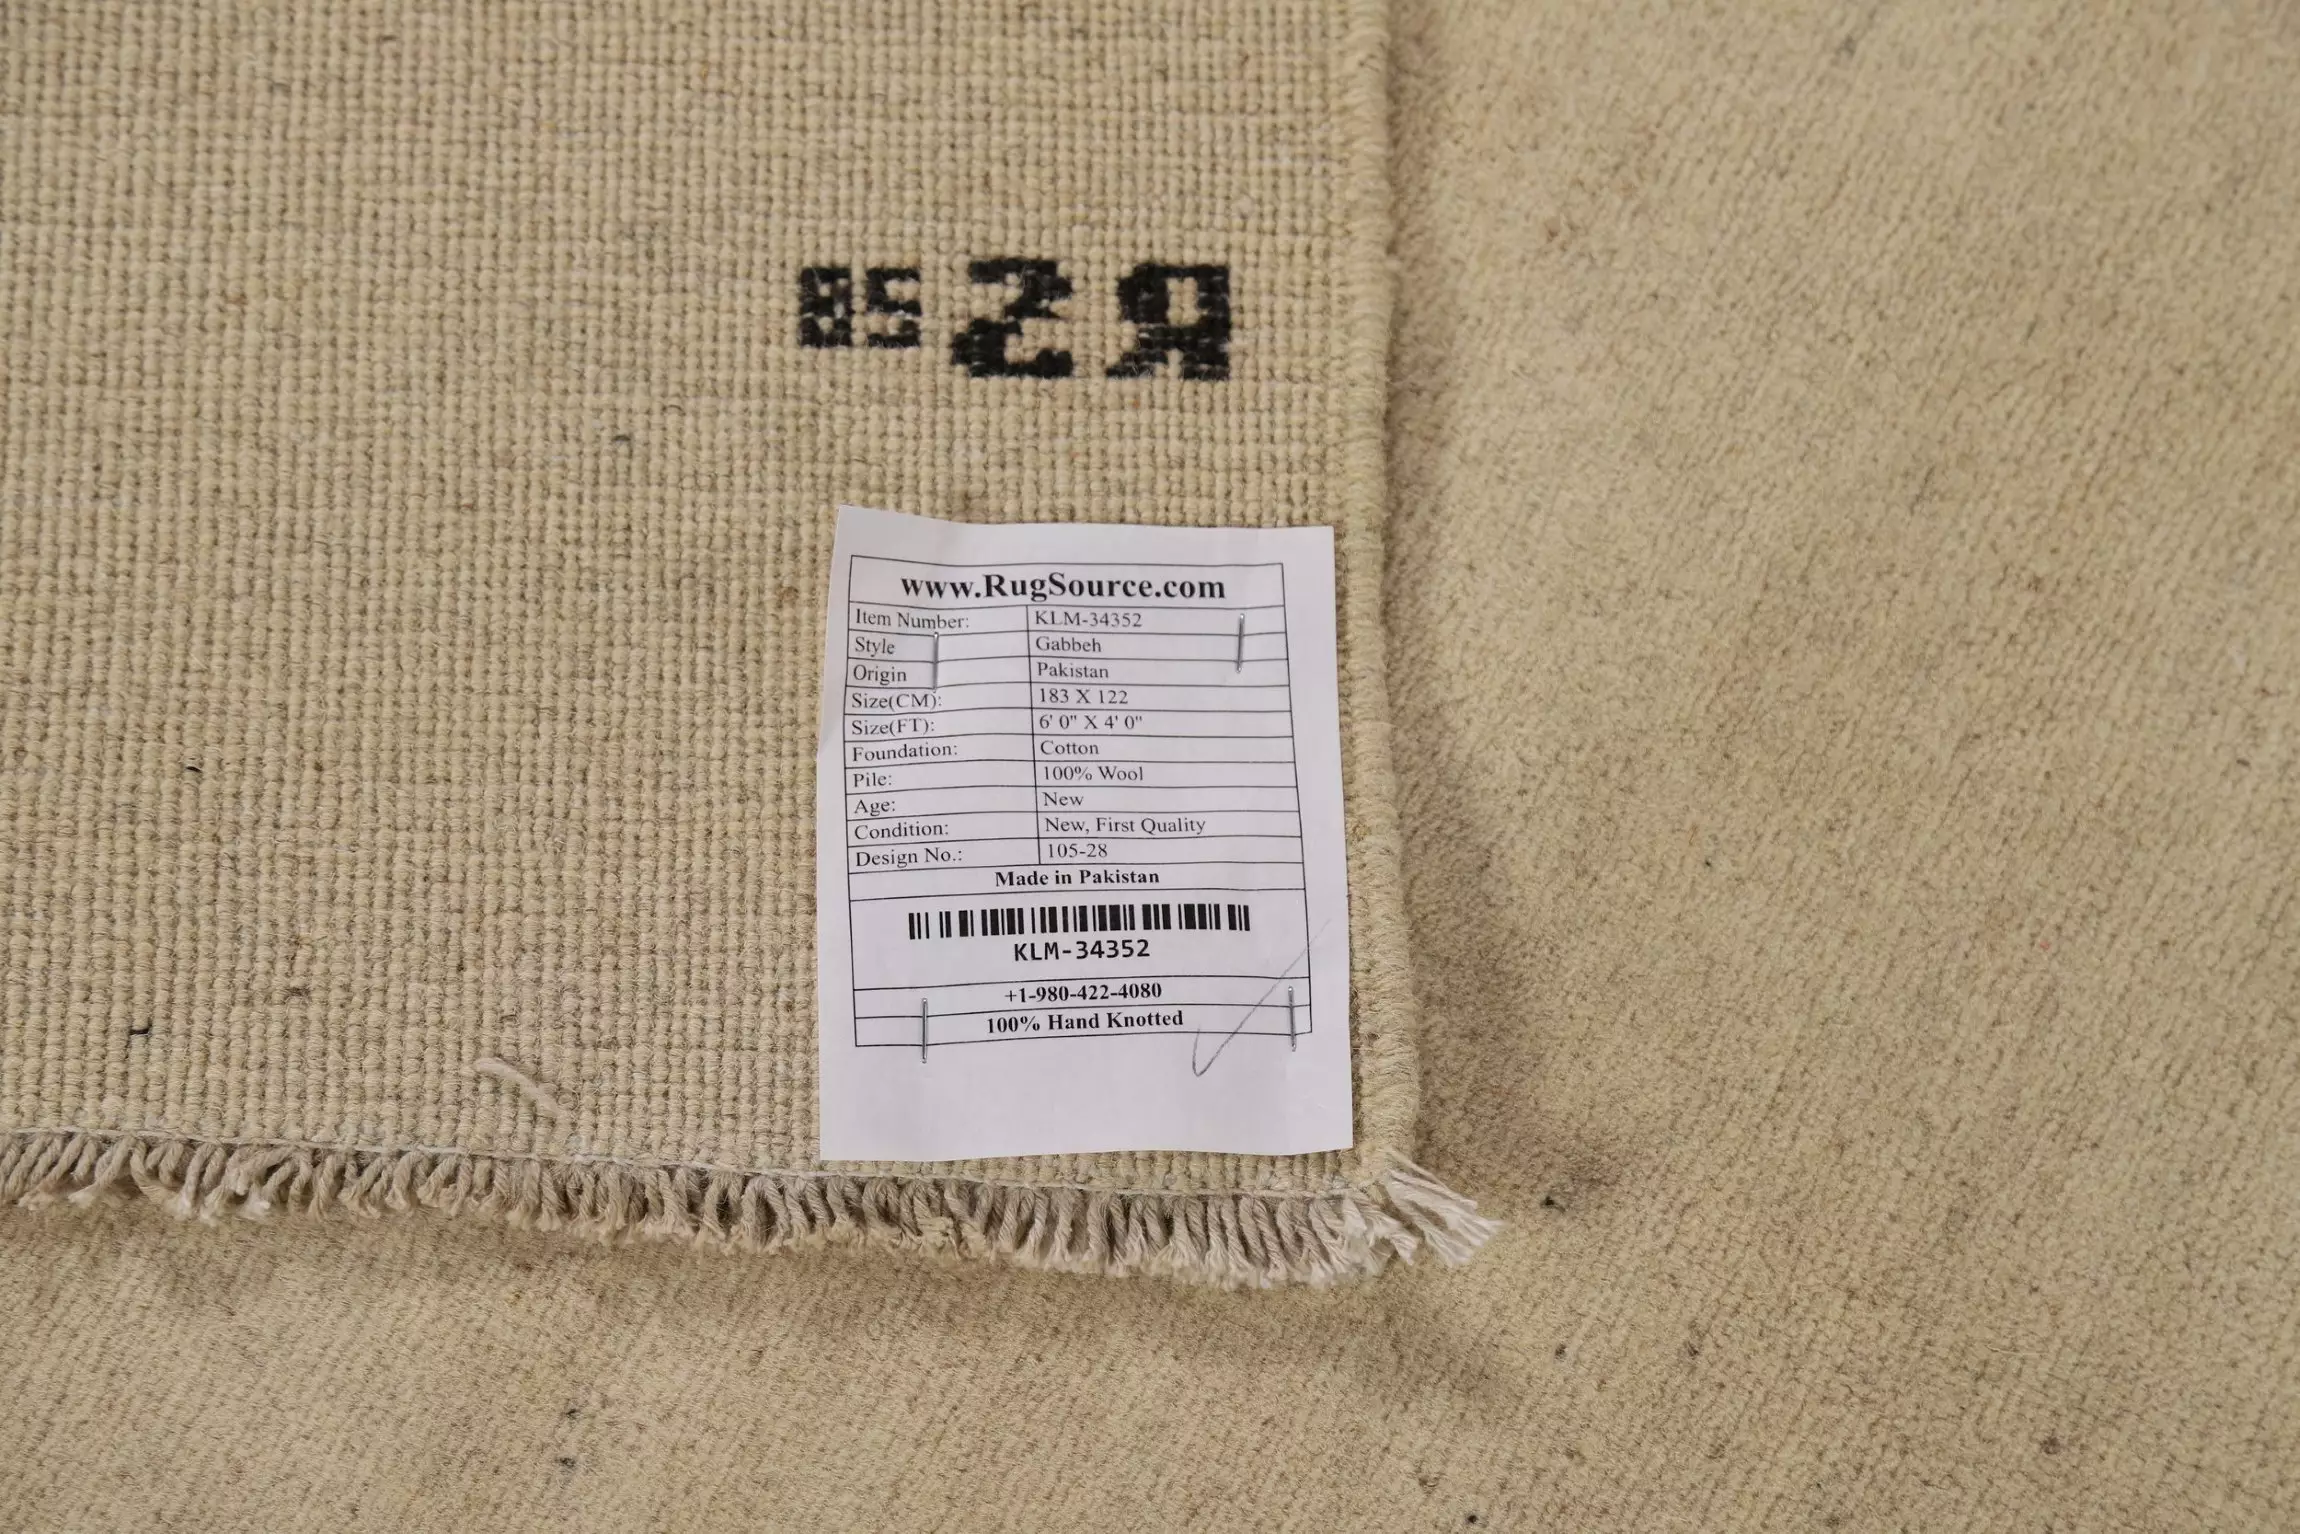 www.RugSource.com
Item Number: KLM-34352
Style Gabbeh
Origin Pakistan
Size(CM): 183 X 122
Size(FT): 6' 0" X 4' 0"
Foundation: Cotton
Pile: 100% Wool
Age: New
Condition: New, First Quality
Design No.: 105-28
Made in Pakistan
KLM-34352
+1-980-422-4080
100% Hand Knotted